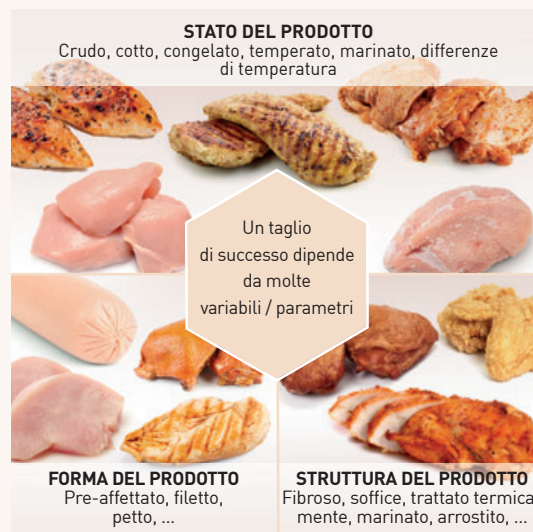 STATO DEL PRODOTTO
Crudo, cotto, congelato, temperato, marinato, differenze
di temperatura
Un taglio
di successo dipende
da molte
variabili / parametri
FORMA DEL PRODOTTO
Pre-affettato, filetto,
petto, ...
STRUTTURA DEL PRODOTTO
Fibroso, soffice, trattato termica
mente, marinato, arrostito, ...